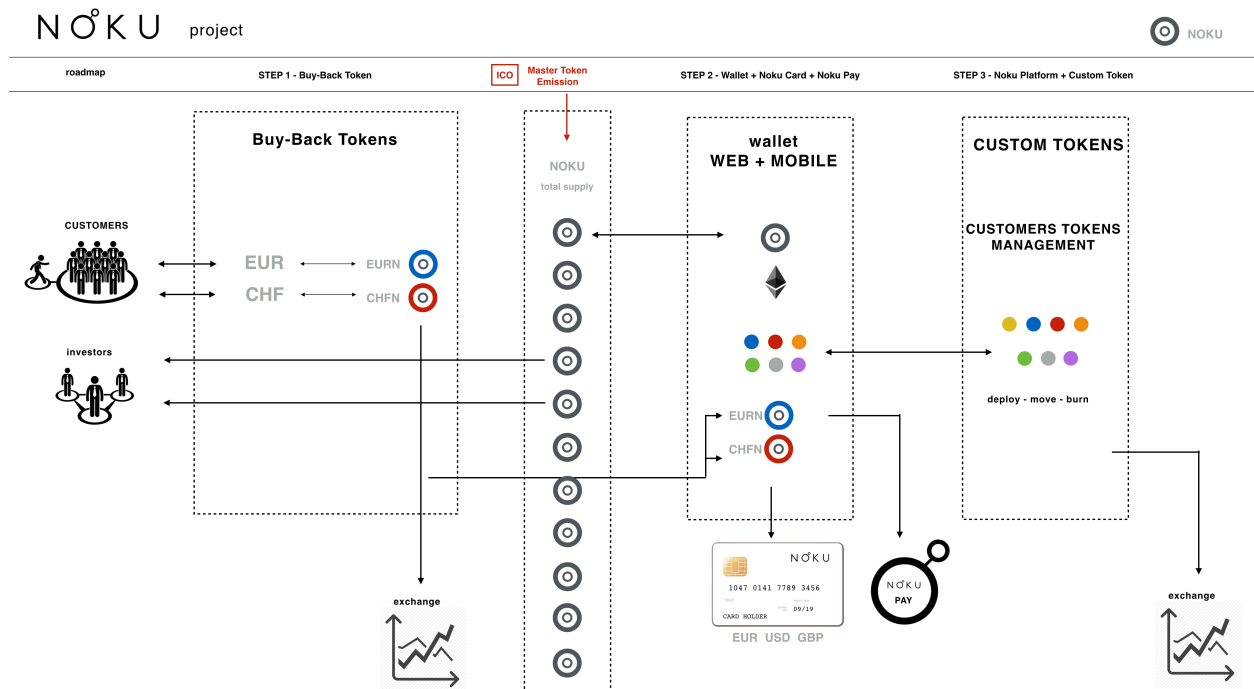 NOKU project
NOKU
roadmap
STEP 1 - Buy-Back Token
ICO
Master Token
Emission
STEP 2 - Wallet + Noku Card + Noku Pay
STEP 3 - Noku Platform + Custom Token
Buy-Back Tokens
NOKU
total supply
wallet
WEB + MOBILE
CUSTOM TOKENS
CUSTOMERS
EUR
EURN
CHF
CHFN
CUSTOMERS TOKENS
MANAGEMENT
investors
deploy - move - burn
EURN
CHFN
NOKU
1047 0141 7789 3456
09/19
CARD HOLDER
EUR USD GBP
NOKU
PAY
exchange
exchange